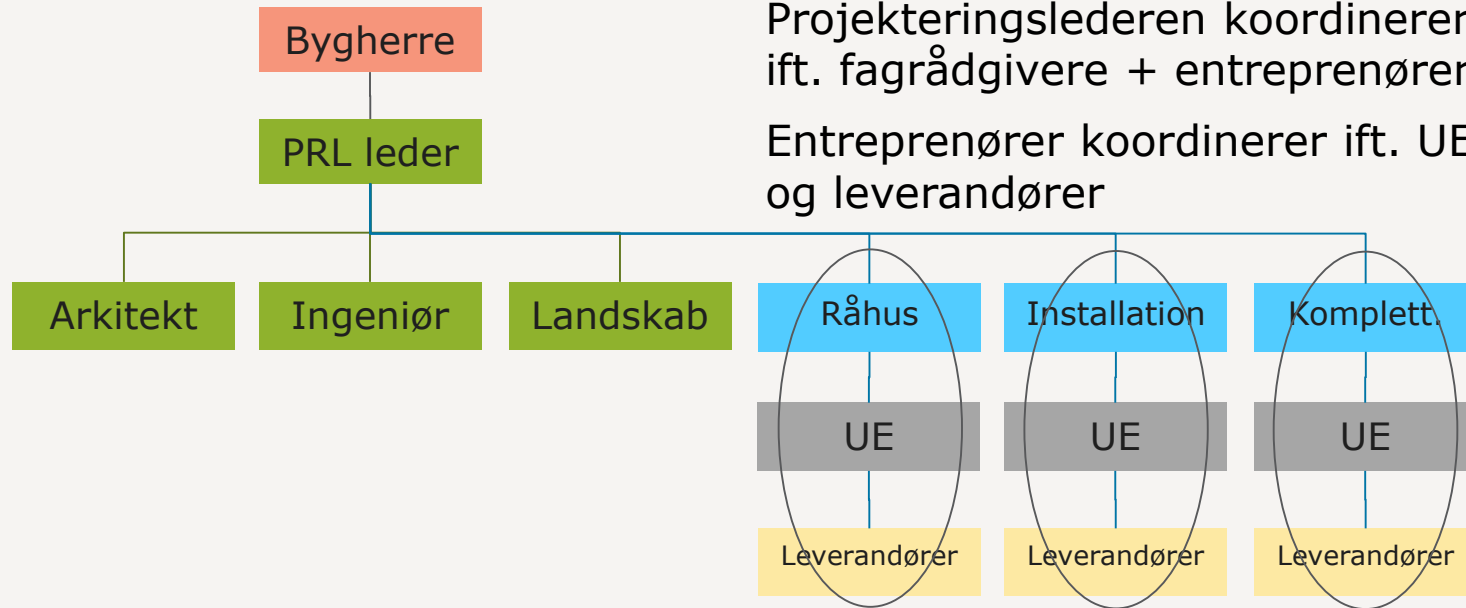 Bygherre
Projekteringslederen koordinerer
ift. fagrådgivere + entreprenører
PRL leder
Entreprenører koordinerer ift. UE
og leverandører
Arkitekt
Ingeniør
Landskab
Råhus
Installation
Komplett.
UE
UE
UE
Leverandører
Leverandører
Leverandører